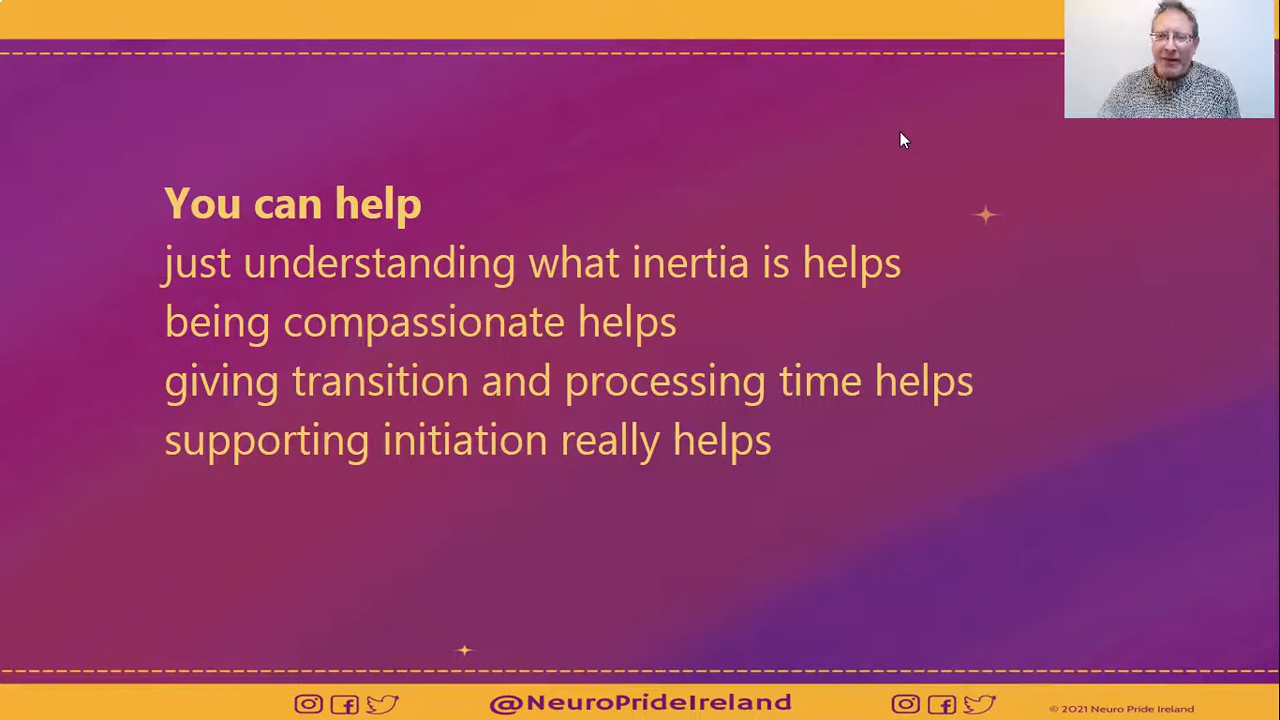 You can help
just understanding what inertia is helps
being compassionate helps
giving transition and processing time helps
supporting initiation really helps
@NeuroPrideIreland
© 2021 Neuro Pride Ireland